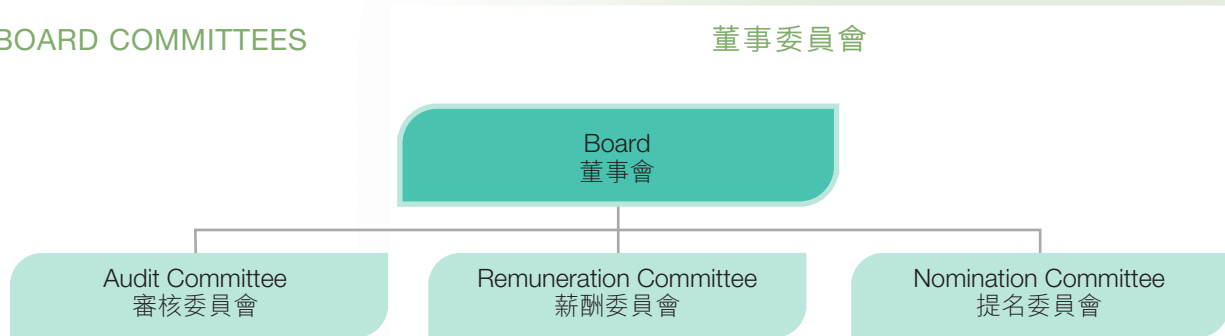 BOARD COMMITTEES
董事委員會
Board
董事會
Audit Committee
審核委員會
Remuneration Committee
薪酬委員會
Nomination Committee
提名委員會